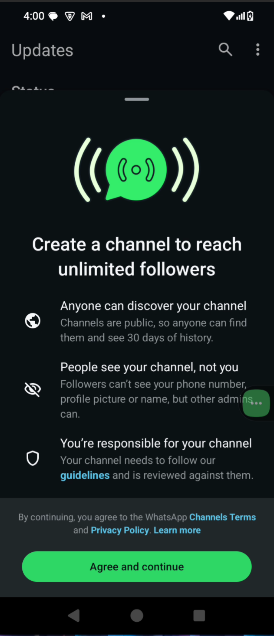 4:00
Updates
Status
Create a channel to reach
unlimited followers
Anyone can discover your channel
Channels are public, so anyone can find
them and see 30 days of history.
People see your channel, not you
Followers can't see your phone number,
profile picture or name, but other admins
can.
You're responsible for your channel
Your channel needs to follow our
guidelines and is reviewed against them.
By continuing, you agree to the WhatsApp Channels Terms
and Privacy Policy. Learn more
Agree and continue